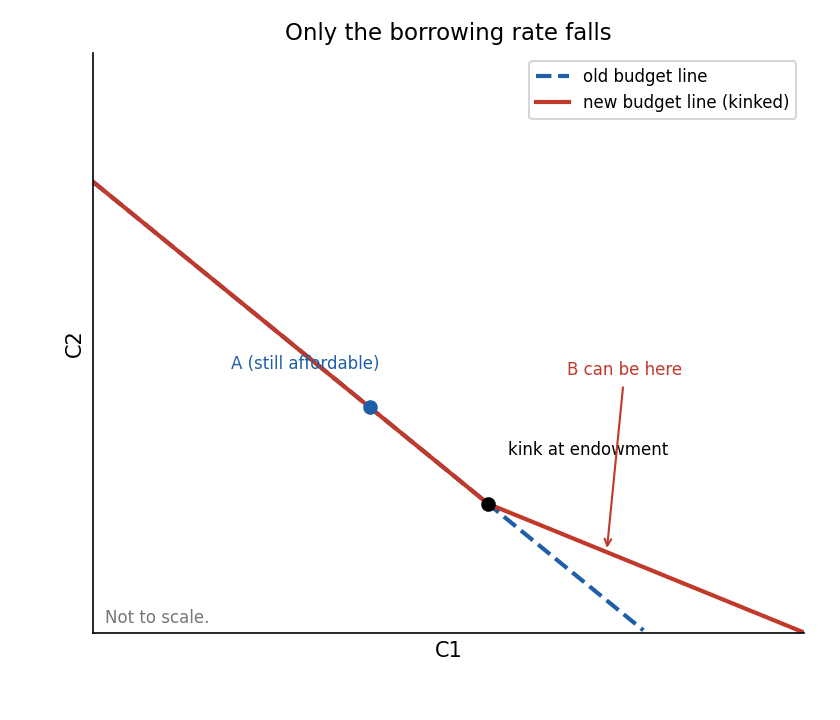 Only the borrowing rate falls
old budget line
new budget line (kinked)
C2
A (still affordable)
B can be here
kink at endowment
Not to scale.
C1